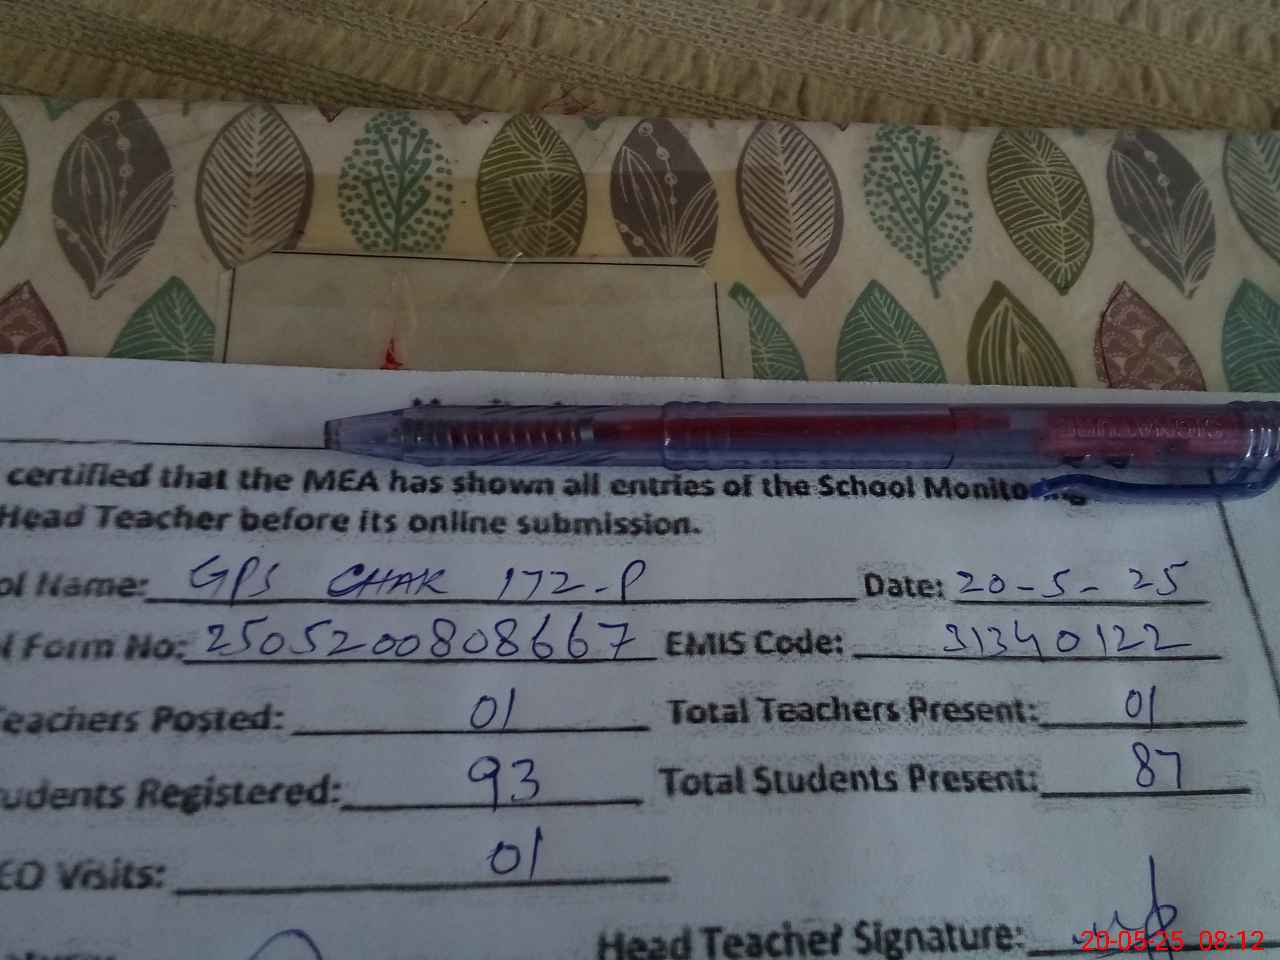 certified that the MEA has shown all entries of the School Monitoring
Head Teacher before its online submission.
ol Name: GPS CHAK 172-P Date: 20-5-25
l Form No: 2505200808667 EMIS Code: 31340122
Teachers Posted: 01 Total Teachers Present: 01
udents Registered: 93 Total Students Present: 87
EO Visits: 01
Head Teacher Signature:
20-05-25 08:12